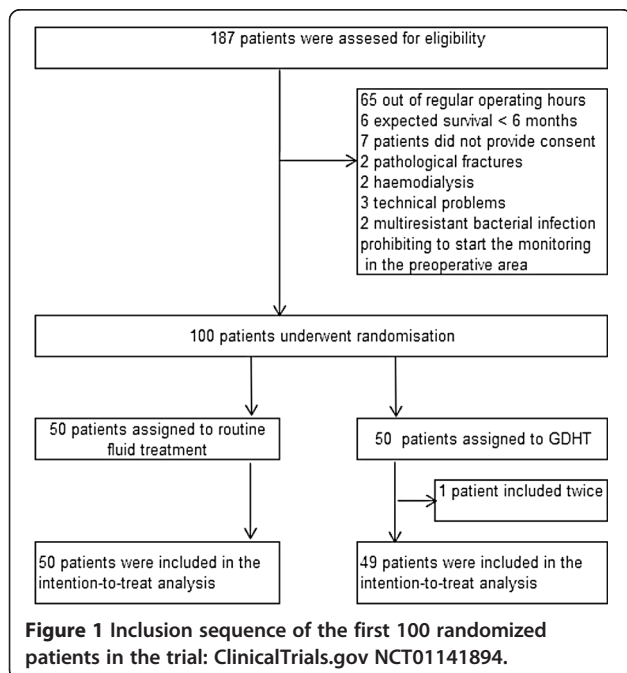 187 patients were assesed for eligibility
65 out of regular operating hours
6 expected survival < 6 months
7 patients did not provide consent
2 pathological fractures
2 haemodialysis
3 technical problems
2 multiresistant bacterial infection
prohibiting to start the monitoring
in the preoperative area
100 patients underwent randomisation
50 patients assigned to routine
fluid treatment
50 patients assigned to GDHT
1 patient included twice
50 patients were included in the
intention-to-treat analysis
49 patients were included in the
intention-to-treat analysis
Figure 1 Inclusion sequence of the first 100 randomized
patients in the trial: ClinicalTrials.gov NCT01141894.